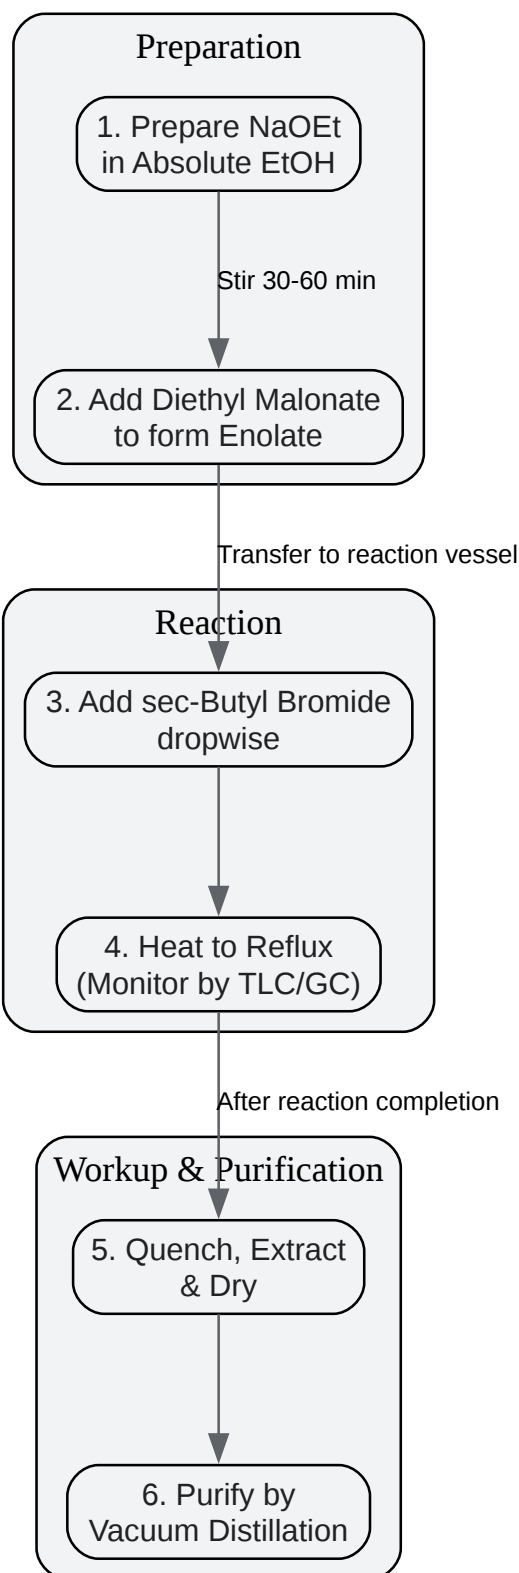 Preparation
1. Prepare NaOEt
in Absolute EtOH
Stir 30-60 min
2. Add Diethyl Malonate
to form Enolate
Transfer to reaction vessel
Reaction
3. Add sec-Butyl Bromide
dropwise
4. Heat to Reflux
(Monitor by TLC/GC)
After reaction completion
Workup & Purification
5. Quench, Extract
& Dry
6. Purify by
Vacuum Distillation